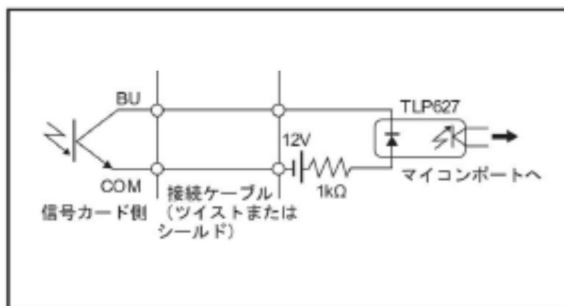 BU
TLP627
12V
COM
1kΩ
マイコンポートへ
信号カード側
接続ケーブル
(ツイストまたは
シールド)